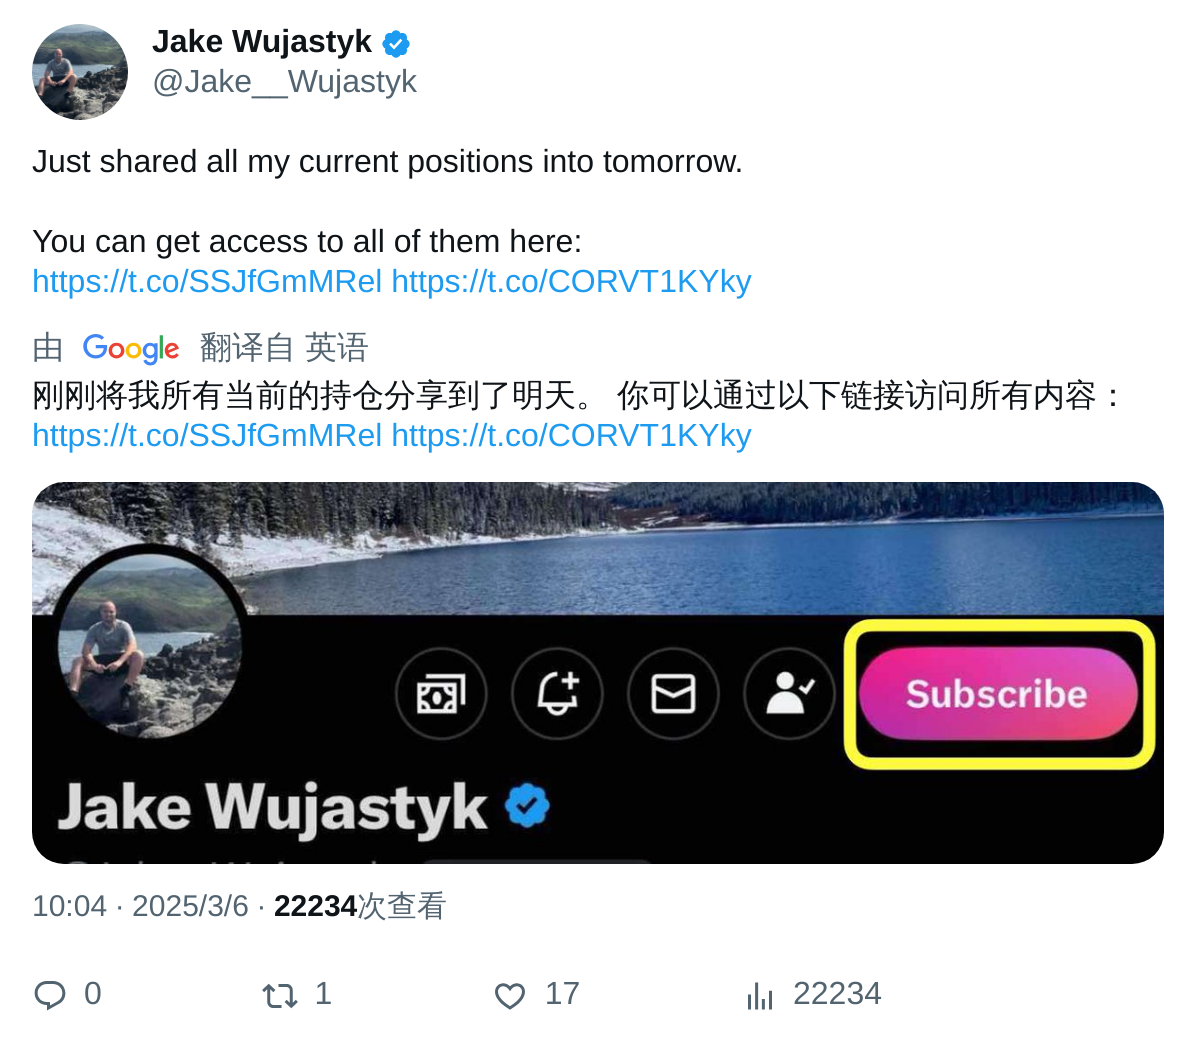 Jake Wujastyk
@Jake__Wujastyk
Just shared all my current positions into tomorrow.
You can get access to all of them here:
https://t.co/SSJfGmMRel https://t.co/CORVT1KYky
由 Google 翻译自 英语
刚刚将我所有当前的持仓分享到了明天。 你可以通过以下链接访问所有内容：
https://t.co/SSJfGmMRel https://t.co/CORVT1KYky
Subscribe
Jake Wujastyk
10:04 · 2025/3/6 · 22234次查看
0 1 17 22234